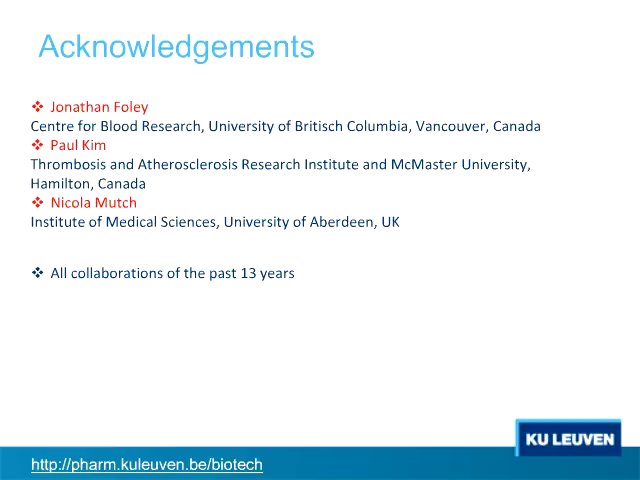 Acknowledgements
❖ Jonathan Foley
Centre for Blood Research, University of Britisch Columbia, Vancouver, Canada
❖ Paul Kim
Thrombosis and Atherosclerosis Research Institute and McMaster University,
Hamilton, Canada
❖ Nicola Mutch
Institute of Medical Sciences, University of Aberdeen, UK
❖ All collaborations of the past 13 years
KU LEUVEN
http://pharm.kuleuven.be/biotech